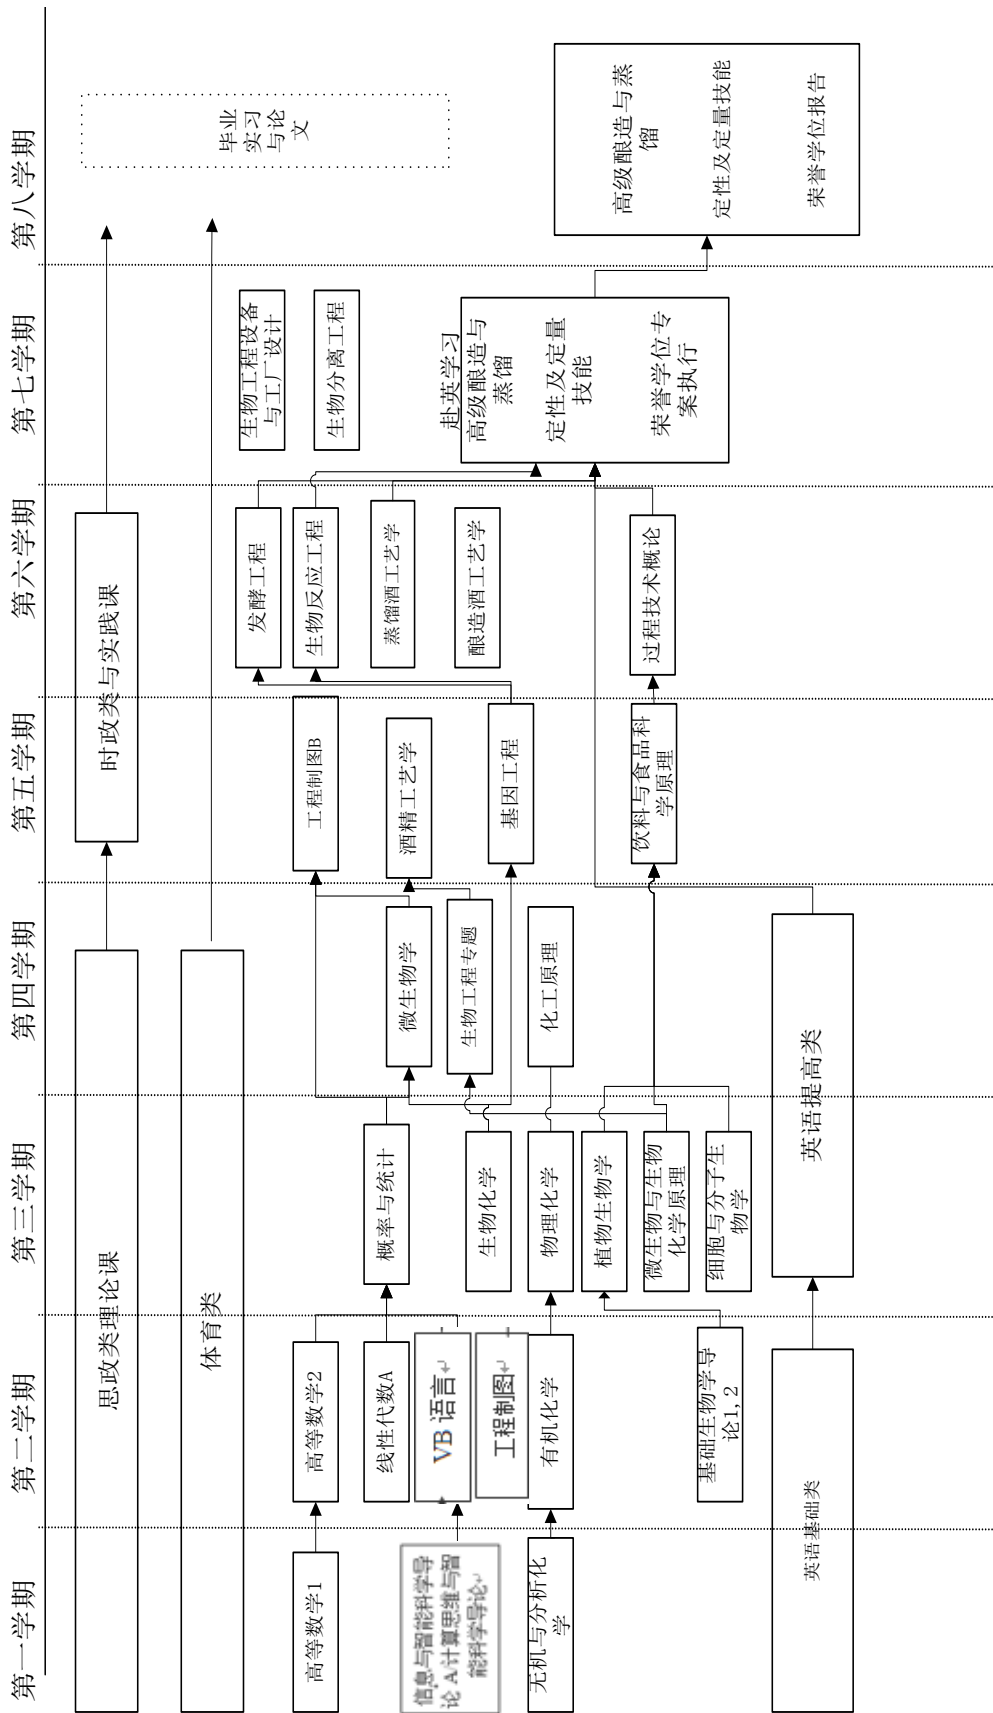 第一学期
第二学期
第三学期
第四学期
第五学期
第六学期
第七学期
第八学期
思政类理论课
时政类与实践课
毕业
实习
与论
文
体育类
高等数学1
高等数学2
工程制图B
发酵工程
生物反应工程
生物工程设备
与工厂设计
生物分离工程
线性代数A
概率与统计
微生物学
酒精工艺学
蒸馏酒工艺学
信息与智能科学导
论 A/计算思维与智
能科学导论
VB 语言
工程制图
生物化学
生物工程专题
基因工程
酿造酒工艺学
无机与分析化
学
有机化学
物理化学
化工原理
植物生物学
微生物与生物
化学原理
基础生物学导
论1,2
细胞与分子生
物学
饮料与食品科
学原理
过程技术概论
赴英学习
高级酿造与
蒸馏
定性及定量
技能
荣誉学位专
案执行
高级酿造与蒸
馏
定性及定量技能
荣誉学位报告
英语基础类
英语提高类